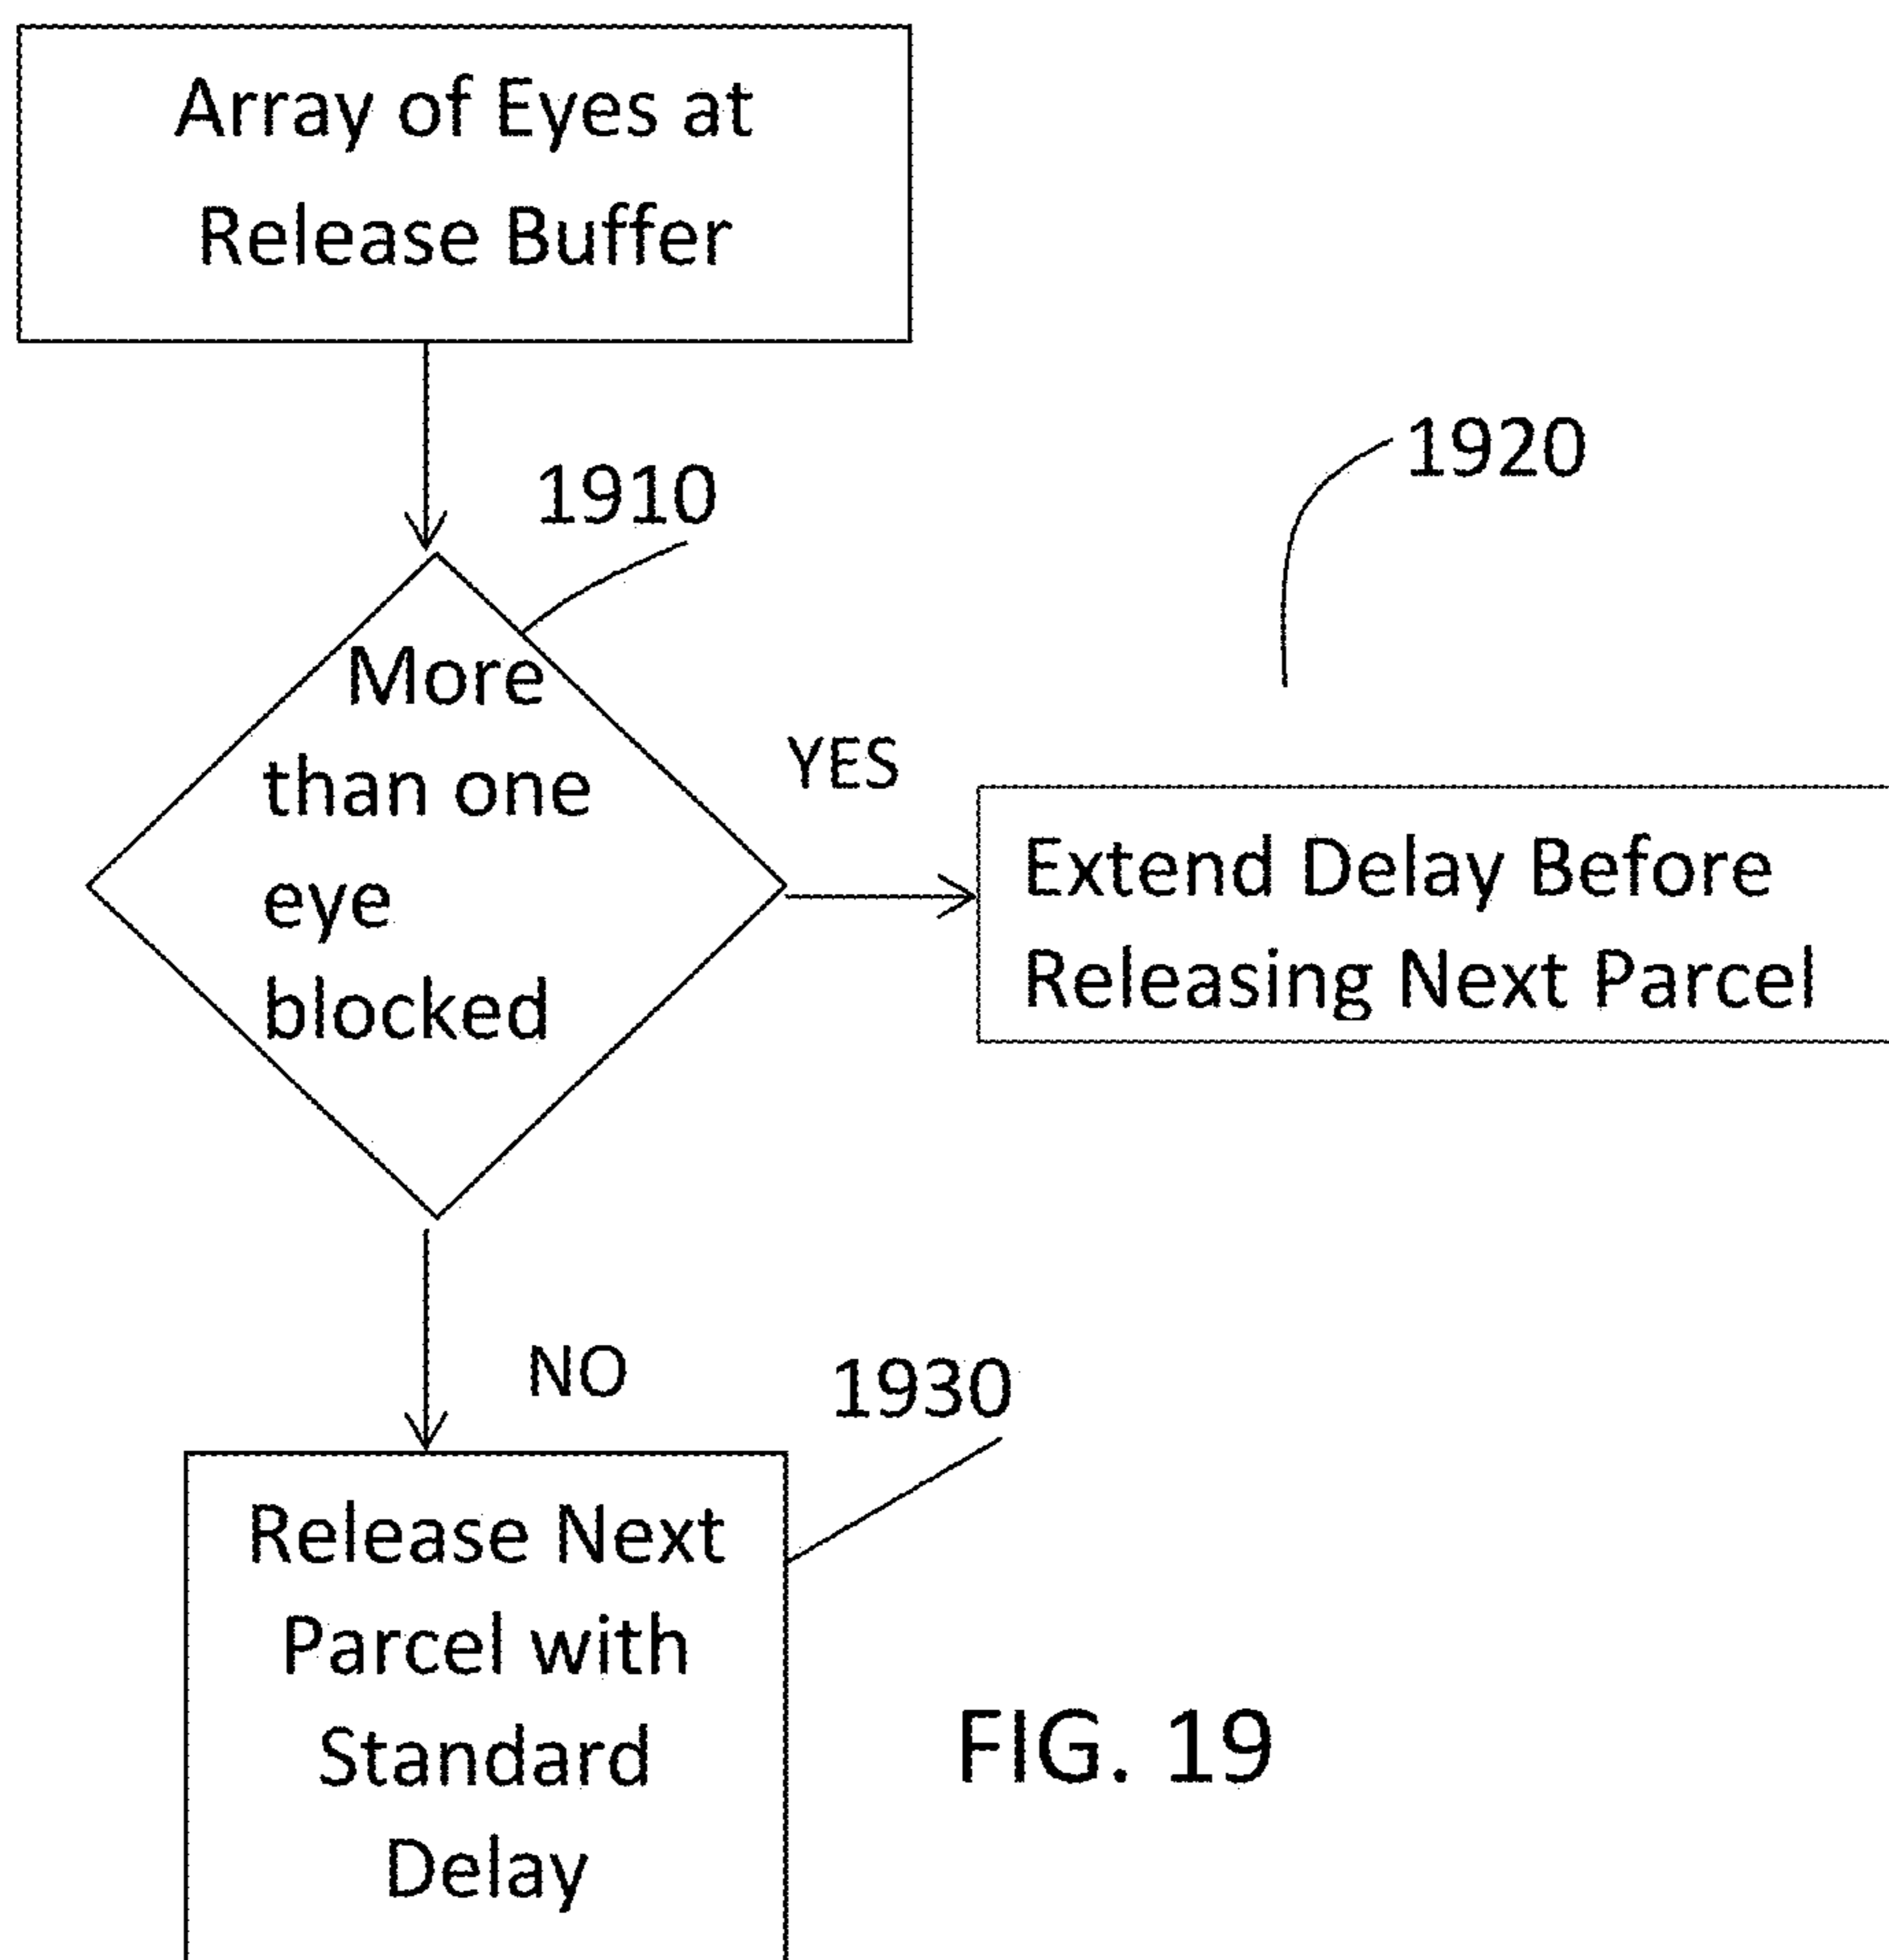 Array of Eyes at
Release Buffer
1910
1920
More
than one
eye
blocked
YES
Extend Delay Before
Releasing Next Parcel
NO
1930
Release Next
Parcel with
Standard
Delay
FIG. 19